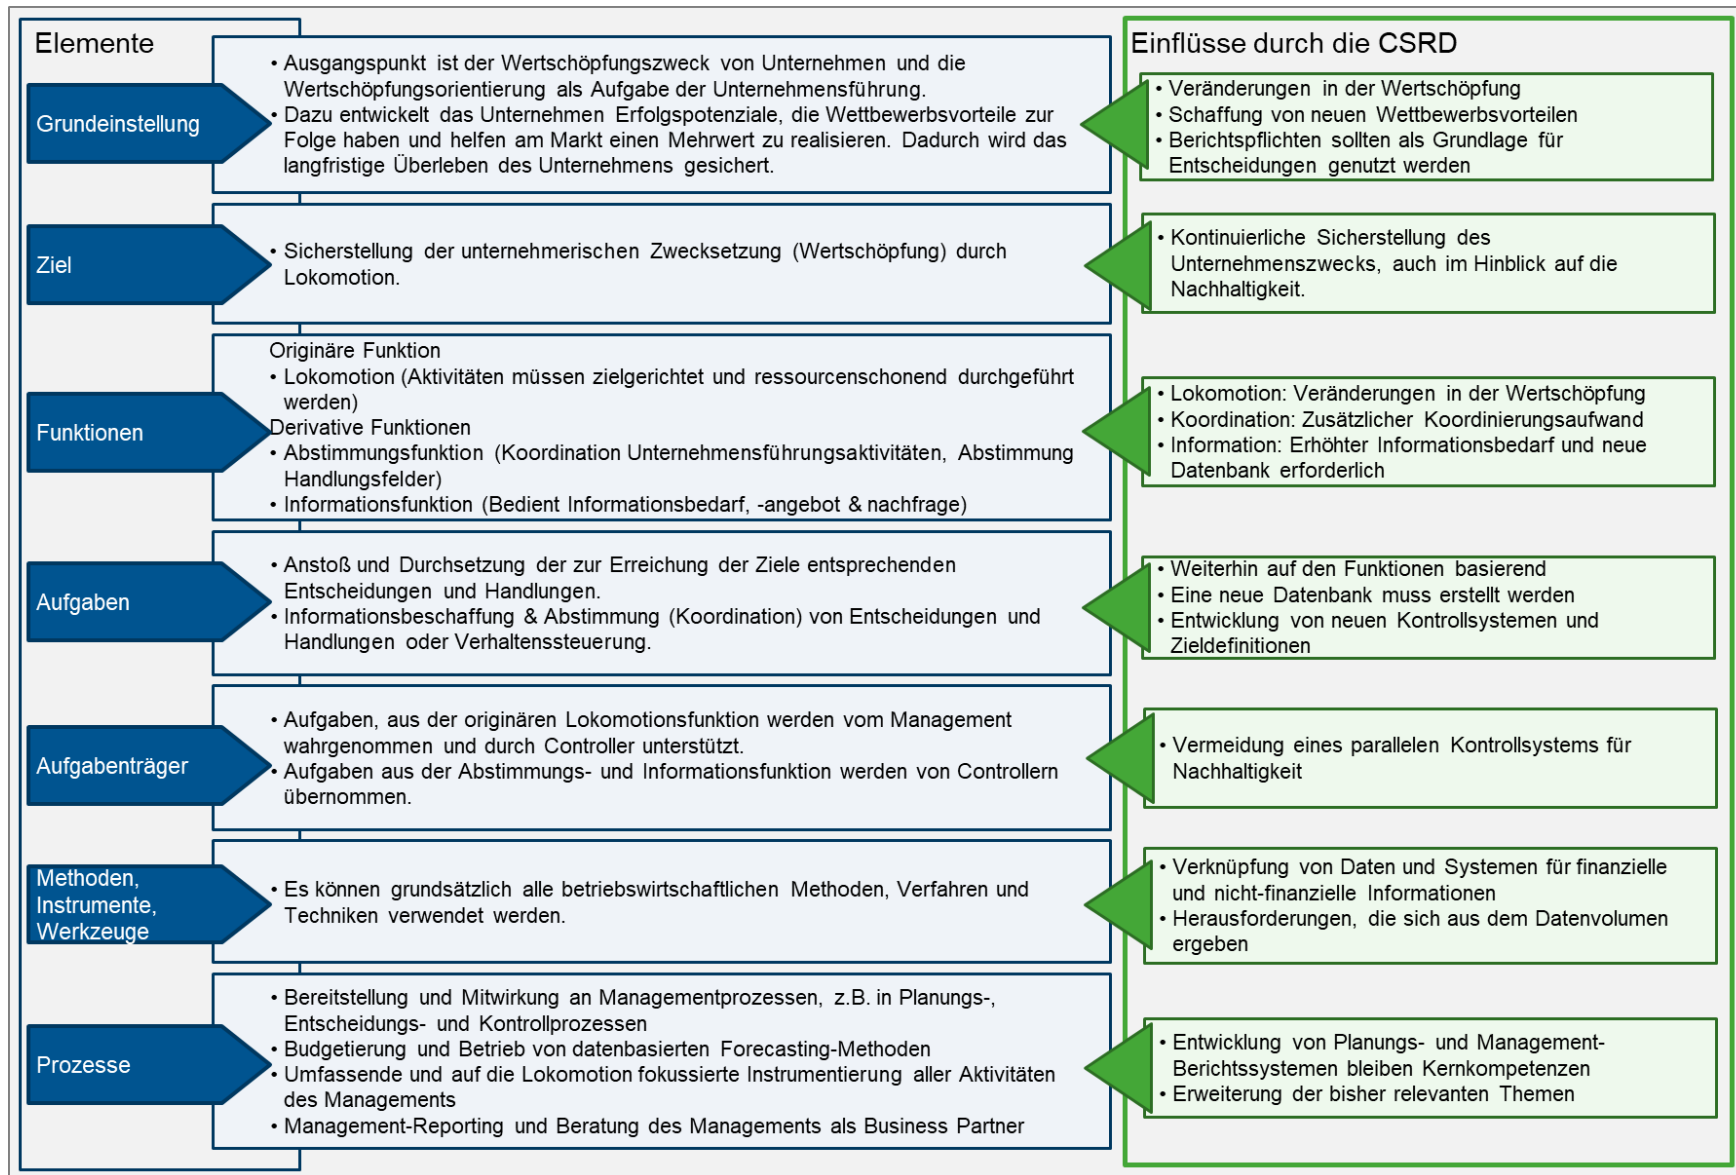 Elemente
Einflüsse durch die CSRD
Grundeinstellung
• Ausgangspunkt ist der Wertschöpfungszweck von Unternehmen und die
Wertschöpfungsorientierung als Aufgabe der Unternehmensführung.
• Dazu entwickelt das Unternehmen Erfolgspotenziale, die Wettbewerbsvorteile zur
Folge haben und helfen am Markt einen Mehrwert zu realisieren. Dadurch wird das
langfristige Überleben des Unternehmens gesichert.
• Veränderungen in der Wertschöpfung
• Schaffung von neuen Wettbewerbsvorteilen
• Berichtspflichten sollten als Grundlage für
Entscheidungen genutzt werden
Ziel
• Sicherstellung der unternehmerischen Zwecksetzung (Wertschöpfung) durch
Lokomotion.
• Kontinuierliche Sicherstellung des
Unternehmenszwecks, auch im Hinblick auf die
Nachhaltigkeit.
Funktionen
Originäre Funktion
• Lokomotion (Aktivitäten müssen zielgerichtet und ressourcenschonend durchgeführt
werden)
Derivative Funktionen
• Abstimmungsfunktion (Koordination Unternehmensführungsaktivitäten, Abstimmung
Handlungsfelder)
• Informationsfunktion (Bedient Informationsbedarf, -angebot & nachfrage)
• Lokomotion: Veränderungen in der Wertschöpfung
• Koordination: Zusätzlicher Koordinierungsaufwand
• Information: Erhöhter Informationsbedarf und neue
Datenbank erforderlich
Aufgaben
• Anstoß und Durchsetzung der zur Erreichung der Ziele entsprechenden
Entscheidungen und Handlungen.
• Informationsbeschaffung & Abstimmung (Koordination) von Entscheidungen und
Handlungen oder Verhaltenssteuerung.
• Weiterhin auf den Funktionen basierend
• Eine neue Datenbank muss erstellt werden
• Entwicklung von neuen Kontrollsystemen und
Zieldefinitionen
Aufgabenträger
• Aufgaben, aus der originären Lokomotionsfunktion werden vom Management
wahrgenommen und durch Controller unterstützt.
• Aufgaben aus der Abstimmungs- und Informationsfunktion werden von Controllern
übernommen.
• Vermeidung eines parallelen Kontrollsystems für
Nachhaltigkeit
Methoden,
Instrumente,
Werkzeuge
• Es können grundsätzlich alle betriebswirtschaftlichen Methoden, Verfahren und
Techniken verwendet werden.
• Verknüpfung von Daten und Systemen für finanzielle
und nicht-finanzielle Informationen
• Herausforderungen, die sich aus dem Datenvolumen
ergeben
Prozesse
• Bereitstellung und Mitwirkung an Managementprozessen, z.B. in Planungs-,
Entscheidungs- und Kontrollprozessen
• Budgetierung und Betrieb von datenbasierten Forecasting-Methoden
• Umfassende und auf die Lokomotion fokussierte Instrumentierung aller Aktivitäten
des Managements
• Management-Reporting und Beratung des Managements als Business Partner
• Entwicklung von Planungs- und Management-
Berichtssystemen bleiben Kernkompetenzen
• Erweiterung der bisher relevanten Themen